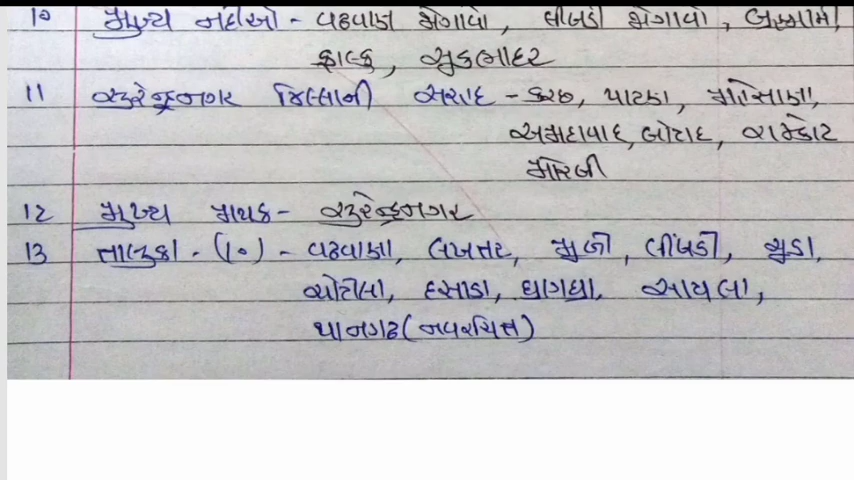 10 મુખ્ય નદીઓ - વઢવાણ ભોગાવો, લીંબડી ભોગાવો, બ્રહ્માણી,
ફાલ્કુ, સુકભાદર
11 સુરેન્દ્રનગર જિલ્લાની સરહદ - કચ્છ, પાટણ, મહેસાણા,
અમદાવાદ, બોટાદ, રાજકોટ
મોરબી
12 મુખ્ય મથક - સુરેન્દ્રનગર
13 તાલુકા - (10) - વઢવાણ, લખતર, મુળી, લીંબડી, ચુડા,
ચોટીલા, દસાડા, ધ્રાંગધ્રા, સાયલા,
થાનગઢ (નવરચિત)